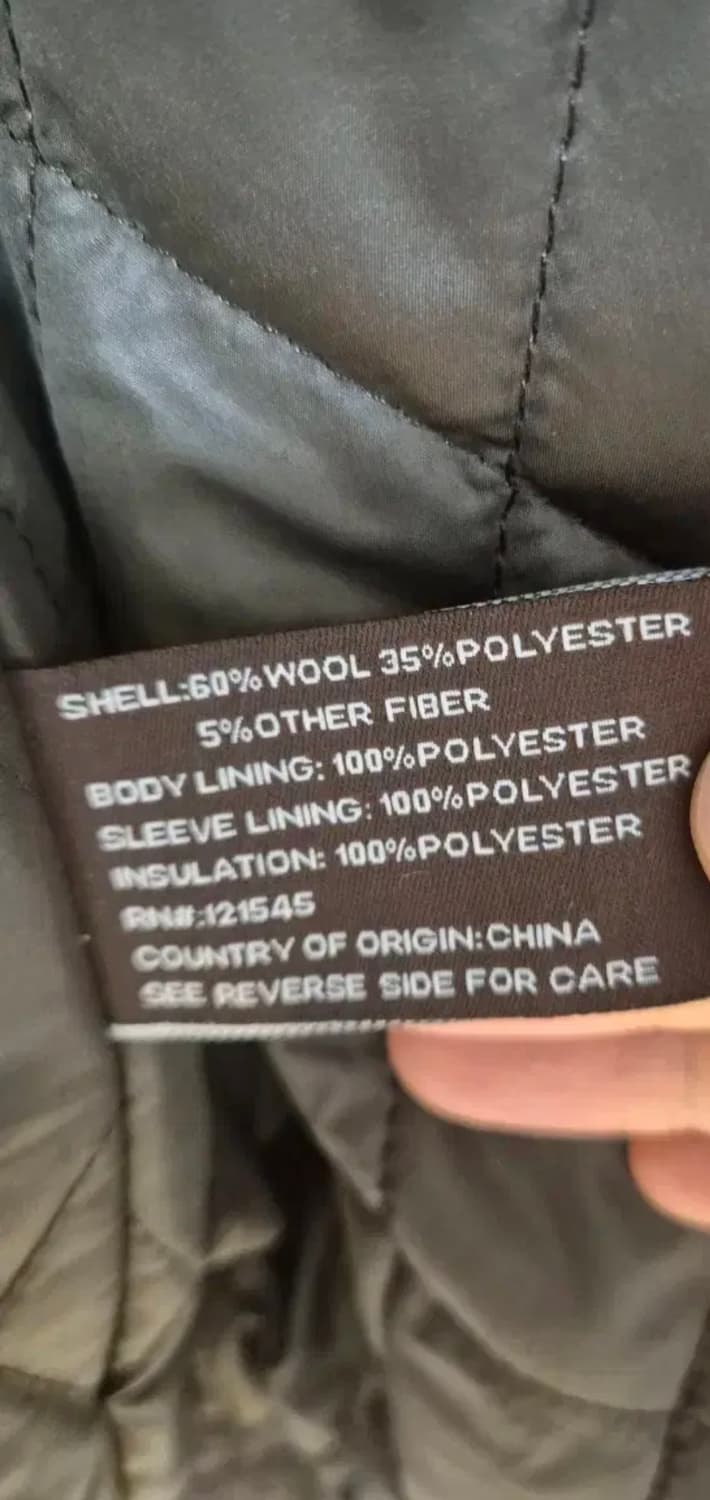 SHELL:60%WOOL 35%POLYESTER
5%OTHER FIBER
BODY LINING: 100%POLYESTER
SLEEVE LINING: 100%POLYESTER
INSULATION: 100%POLYESTER
RN#:121545
COUNTRY OF ORIGIN:CHINA
SEE REVERSE SIDE FOR CARE